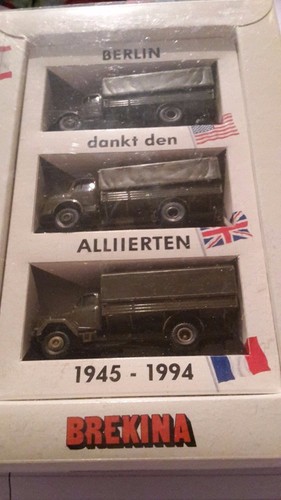 BERLIN
dankt den
ALLIIERTEN
1945 - 1994
BREKINA